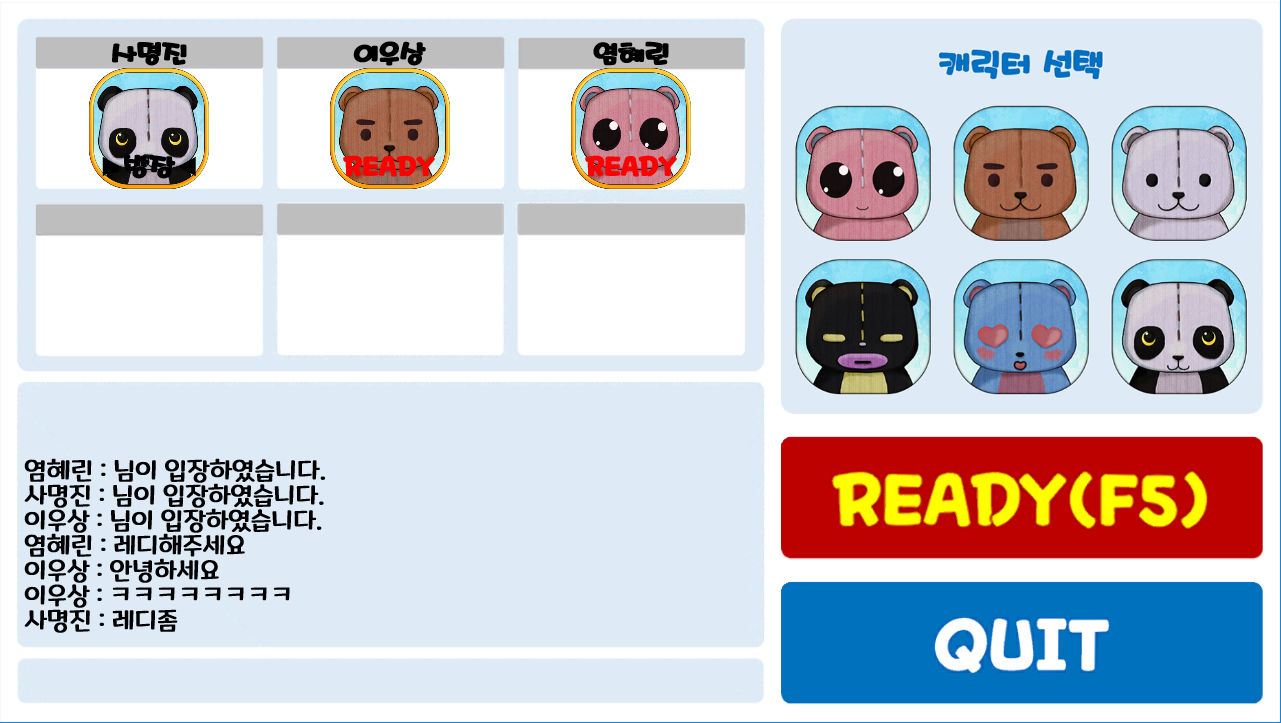 사명진
이우상
염혜린
방장
READY
READY
캐릭터 선택
염혜린 : 님이 입장하였습니다.
사명진 : 님이 입장하였습니다.
이우상 : 님이 입장하였습니다.
염혜린 : 레디해주세요
이우상 : 안녕하세요
이우상 : ㅋㅋㅋㅋㅋㅋㅋㅋ
사명진 : 레디좀
READY(F5)
QUIT